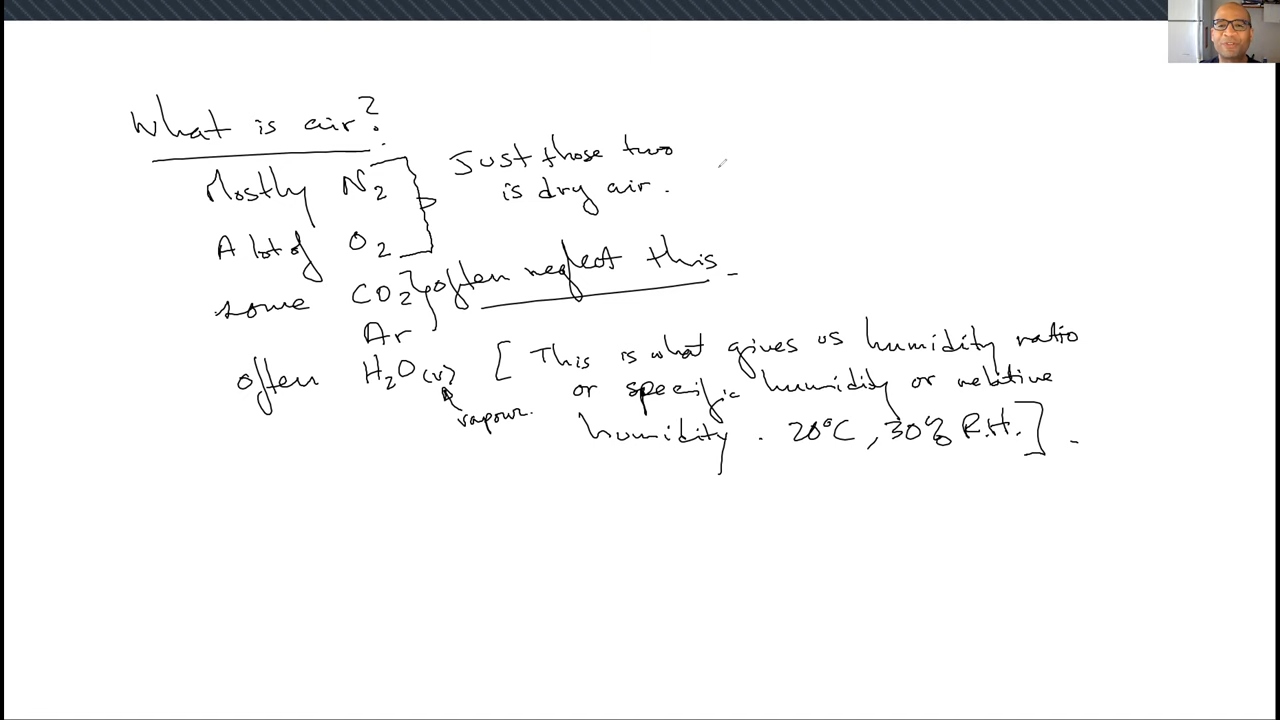 What is air?
Mostly N2 Just those two
is dry air.
A lot of O2
some CO2 often neglect this.
Ar
often H2O(v) [This is what gives us humidity ratio
vapour. or specific humidity or relative
humidity. 20°C, 30% R.H.].